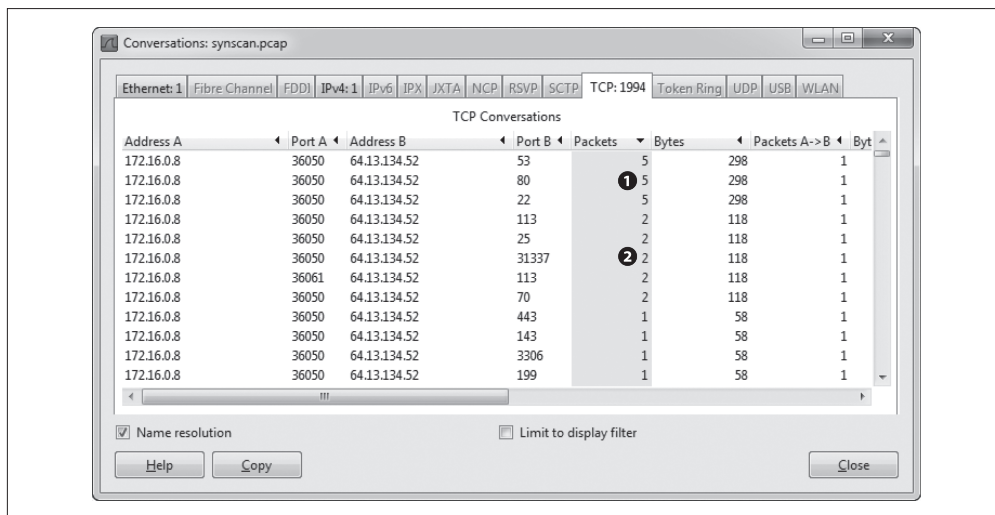 Conversations: synscan.pcap
Ethernet: 1 Fibre Channel FDDI IPv4: 1 IPv6 IPX JXTA NCP RSVP SCTP TCP: 1994 Token Ring UDP USB WLAN
TCP Conversations
Address A Port A Address B Port B Packets Bytes Packets A->B Byt
172.16.0.8 36050 64.13.134.52 53 5 298 1
172.16.0.8 36050 64.13.134.52 80 ❶ 5 298 1
172.16.0.8 36050 64.13.134.52 22 5 298 1
172.16.0.8 36050 64.13.134.52 113 2 118 1
172.16.0.8 36050 64.13.134.52 25 2 118 1
172.16.0.8 36050 64.13.134.52 31337 ❷ 2 118 1
172.16.0.8 36061 64.13.134.52 113 2 118 1
172.16.0.8 36050 64.13.134.52 70 2 118 1
172.16.0.8 36050 64.13.134.52 443 1 58 1
172.16.0.8 36050 64.13.134.52 143 1 58 1
172.16.0.8 36050 64.13.134.52 3306 1 58 1
172.16.0.8 36050 64.13.134.52 199 1 58 1
Name resolution Limit to display filter
Help Copy Close